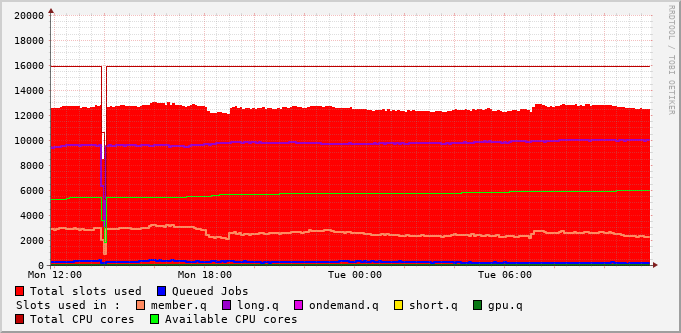 20000
18000
16000
14000
12000
10000
8000
6000
4000
2000
0
Mon 12:00 Mon 18:00 Tue 00:00 Tue 06:00
Total slots used Queued Jobs
Slots used in : member.q long.q ondemand.q short.q gpu.q
Total CPU cores Available CPU cores
RRDTOOL / TOBI OETIKER